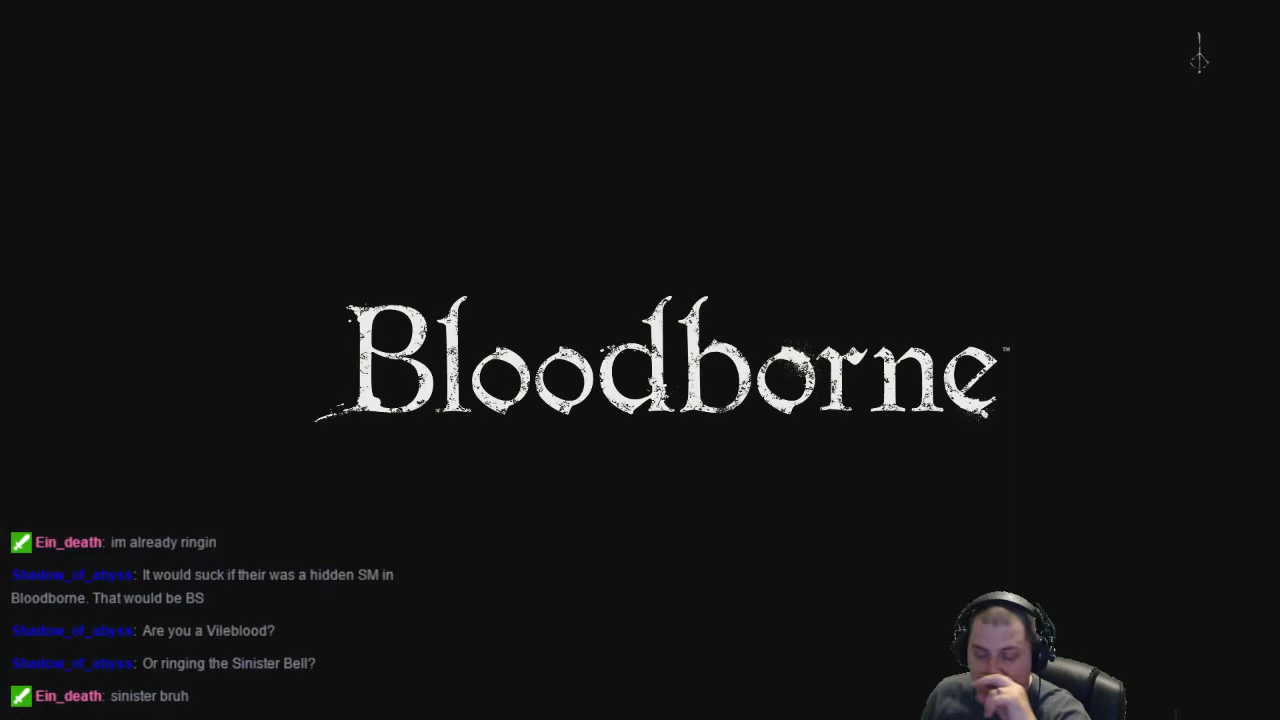 Bloodborne™
Ein_death: im already ringin
Shadow_of_abyss: It would suck if their was a hidden SM in
Bloodborne. That would be BS
Shadow_of_abyss: Are you a Vileblood?
Shadow_of_abyss: Or ringing the Sinister Bell?
Ein_death: sinister bruh